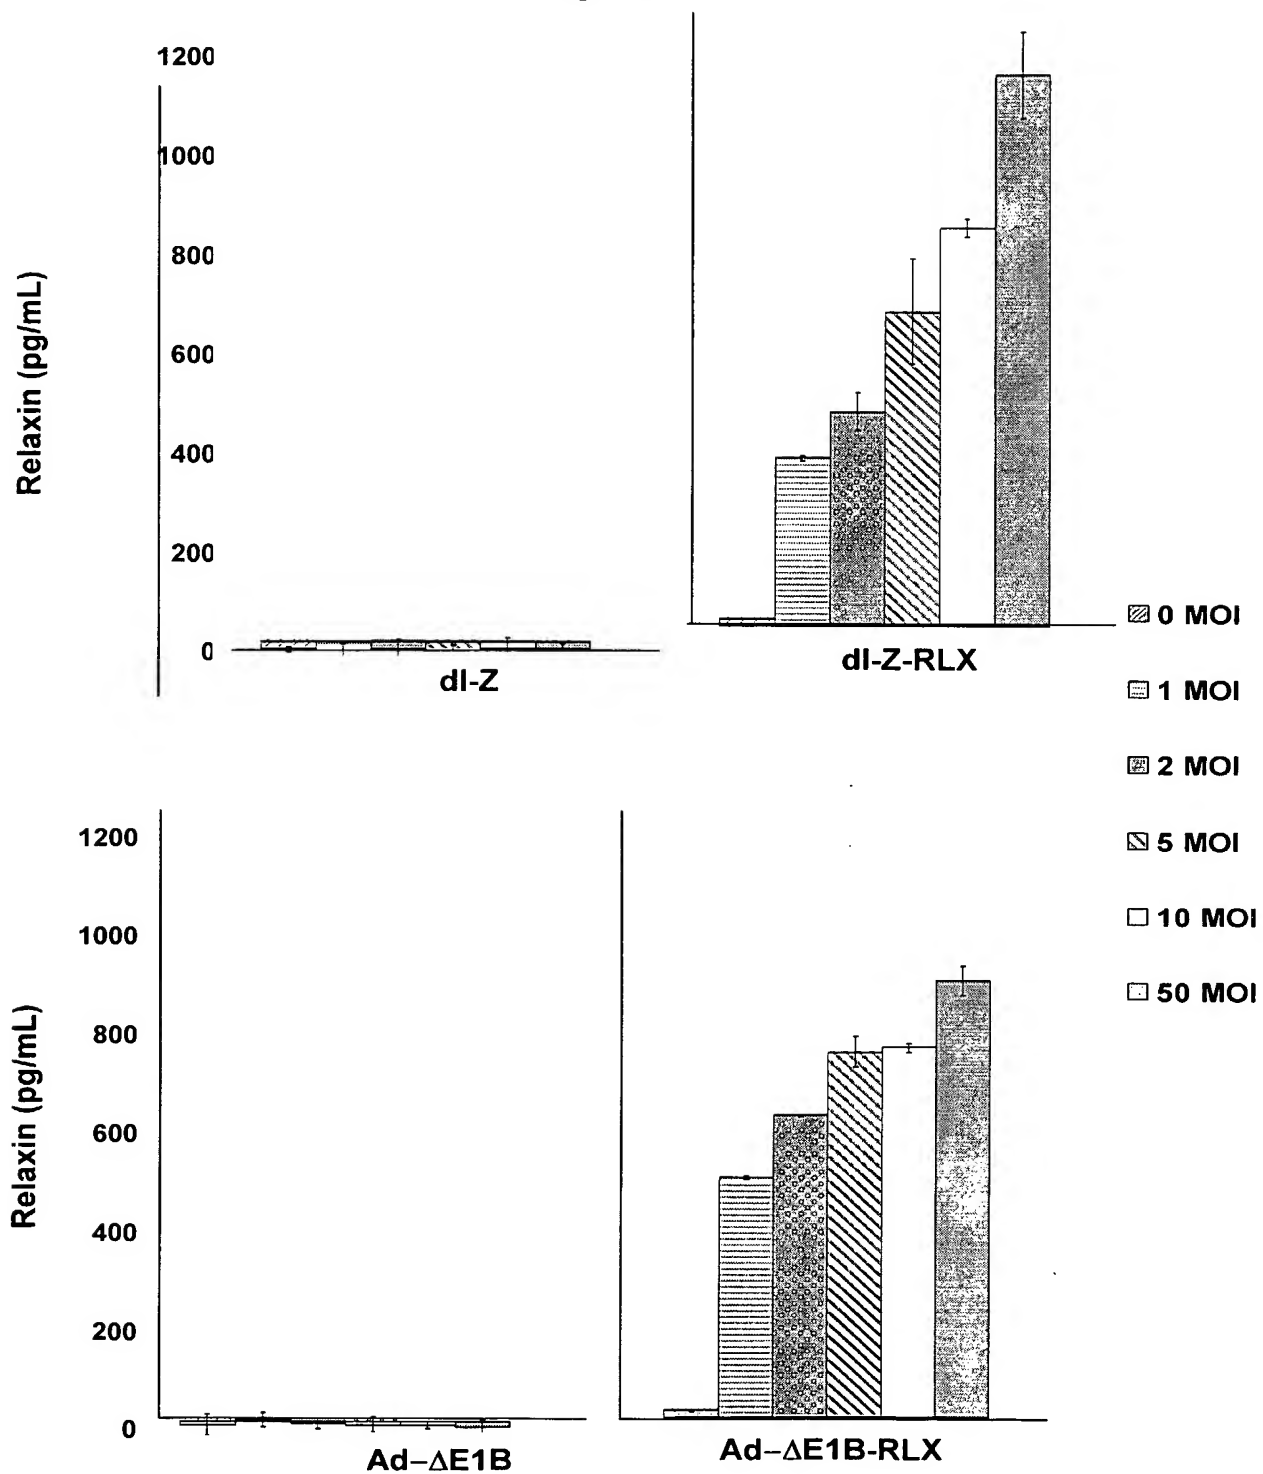 1200
1000
800
600
400
200
0
Relaxin (pg/mL)
dl-Z
dl-Z-RLX
0 MOI
1 MOI
2 MOI
5 MOI
10 MOI
50 MOI
1200
1000
800
600
400
200
0
Relaxin (pg/mL)
Ad–ΔE1B
Ad–ΔE1B-RLX